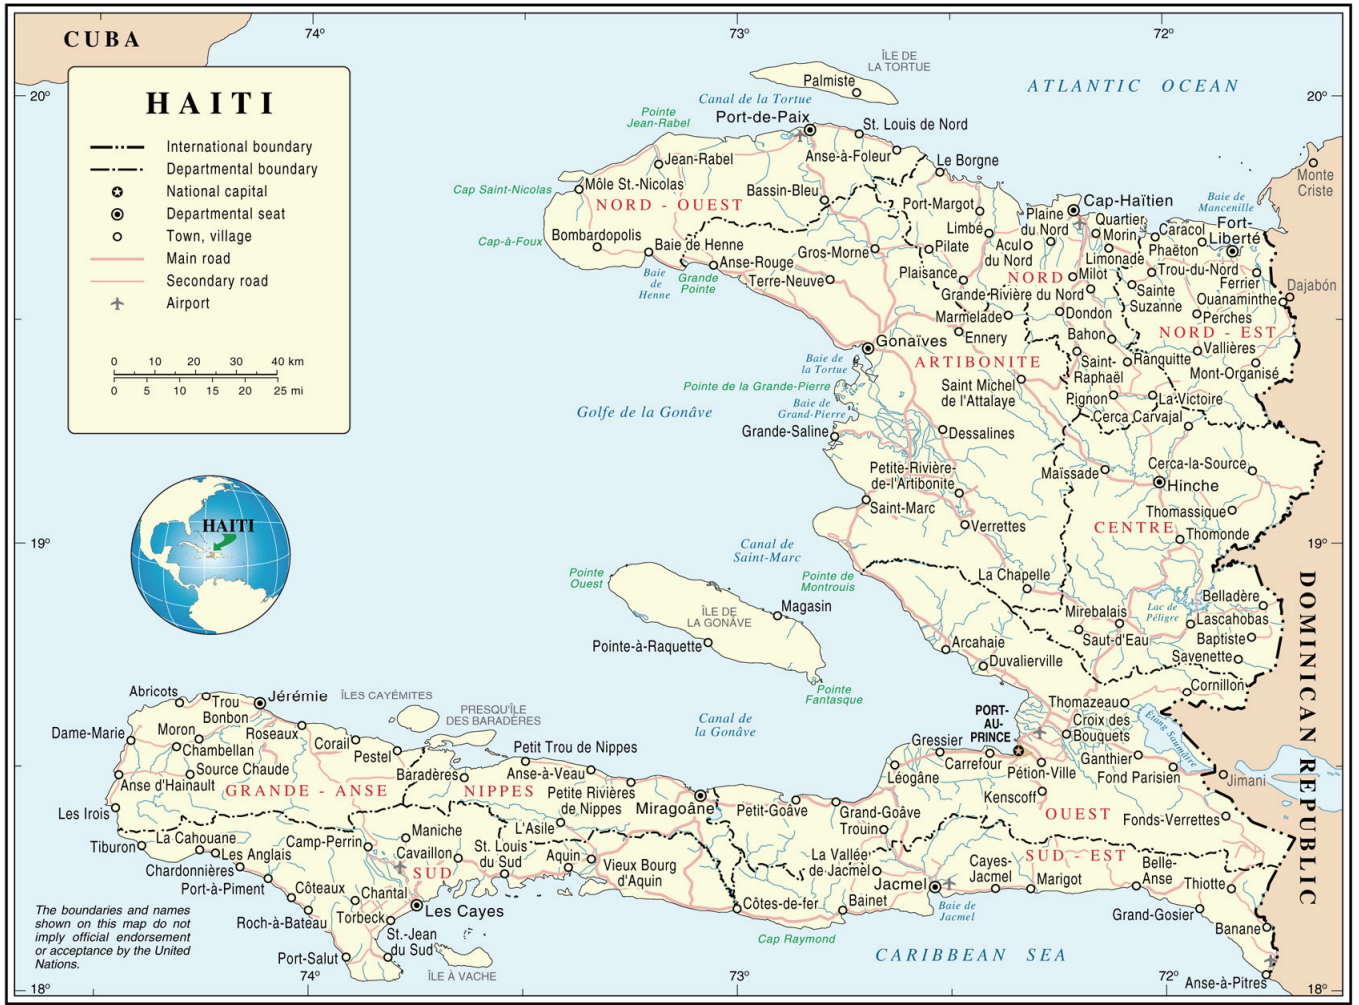 CUBA
74°
73°
72°
20°
20°
HAITI
International boundary
Departmental boundary
National capital
Departmental seat
Town, village
Main road
Secondary road
Airport
0 10 20 30 40 km
0 5 10 15 20 25 mi
HAITI
ATLANTIC OCEAN
ÎLE DE
LA TORTUE
Palmiste
Canal de la Tortue
Pointe
Jean-Rabel
Port-de-Paix
St. Louis de Nord
Jean-Rabel
Anse-à-Foleur
Le Borgne
Monte
Criste
Cap Saint-Nicolas
Môle St.-Nicolas
Bassin-Bleu
NORD - OUEST
Port-Margot
Cap-Haïtien
Baie de
Mancenille
Plaine
du Nord
Quartier
Morin
Caracol
Fort-
Liberté
Limbé
Phaëton
Cap-à-Foux
Bombardopolis
Baie de Henne
Gros-Morne
Pilate
Acul
du Nord
Limonade
Anse-Rouge
Plaisance
NORD
Milot
Trou-du-Nord
Ferrier
Dajabón
Baie
de
Henne
Grande
Pointe
Terre-Neuve
Grande Rivière du Nord
Sainte
Suzanne
Ouanaminthe
Marmelade
Dondon
Perches
Ennery
Bahon
NORD - EST
Gonaïves
Baie de
la Tortue
ARTIBONITE
Saint-
Raphaël
Ranquitte
Vallières
Mont-Organisé
Pointe de la Grande-Pierre
Saint Michel
de l'Attalaye
Pignon
La Victoire
Golfe de la Gonâve
Baie de
Grand-Pierre
Cerca Carvajal
Grande-Saline
Dessalines
Petite-Rivière-
de-l'Artibonite
Maïssade
Cerca-la-Source
Hinche
Saint-Marc
Verrettes
Thomassique
CENTRE
Thomonde
19°
19°
Canal de
Saint-Marc
Pointe
Ouest
Pointe de
Montrouis
La Chapelle
Belladère
ÎLE DE
LA GONÂVE
Magasin
Mirebalais
Lac de
Péligre
Lascahobas
Pointe-à-Raquette
Arcahaie
Saut-d'Eau
Baptiste
Duvalierville
Savenette
Pointe
Fantasque
Cornillon
DOMINICAN REPUBLIC
Abricots
Trou
Bonbon
Jérémie
ÎLES CAYÉMITES
PRESQU'ÎLE
DES BARADÈRES
Canal de
la Gonâve
PORT-
AU-
PRINCE
Thomazeau
Croix des
Bouquets
Étang Saumâtre
Dame-Marie
Moron
Roseaux
Chambellan
Corail
Pestel
Petit Trou de Nippes
Gressier
Carrefour
Ganthier
Source Chaude
Baradères
Anse-à-Veau
Léogâne
Pétion-Ville
Fond Parisien
Jimani
Anse d'Hainault
GRANDE - ANSE
NIPPES
Petite Rivières
de Nippes
Miragoâne
Petit-Goâve
Grand-Goâve
Kenscoff
OUEST
Les Irois
Fonds-Verrettes
Tiburon
La Cahouane
Camp-Perrin
Maniche
L'Asile
Trouin
Les Anglais
Cavaillon
St. Louis
du Sud
Aquin
Vieux Bourg
d'Aquin
La Vallée
de Jacmel
Cayes-
Jacmel
SUD - EST
Belle-
Anse
Chardonnières
SUD
Port-à-Piment
Côteaux
Chantal
Jacmel
Marigot
Thiotte
Roch-à-Bateau
Torbeck
Les Cayes
Côtes-de-fer
Bainet
Baie de
Jacmel
Grand-Gosier
St.-Jean
du Sud
Cap Raymond
Banane
Port-Salut
ÎLE À VACHE
CARIBBEAN SEA
Anse-à-Pitres
The boundaries and names
shown on this map do not
imply official endorsement
or acceptance by the United
Nations.
74°
73°
72°
18°
18°